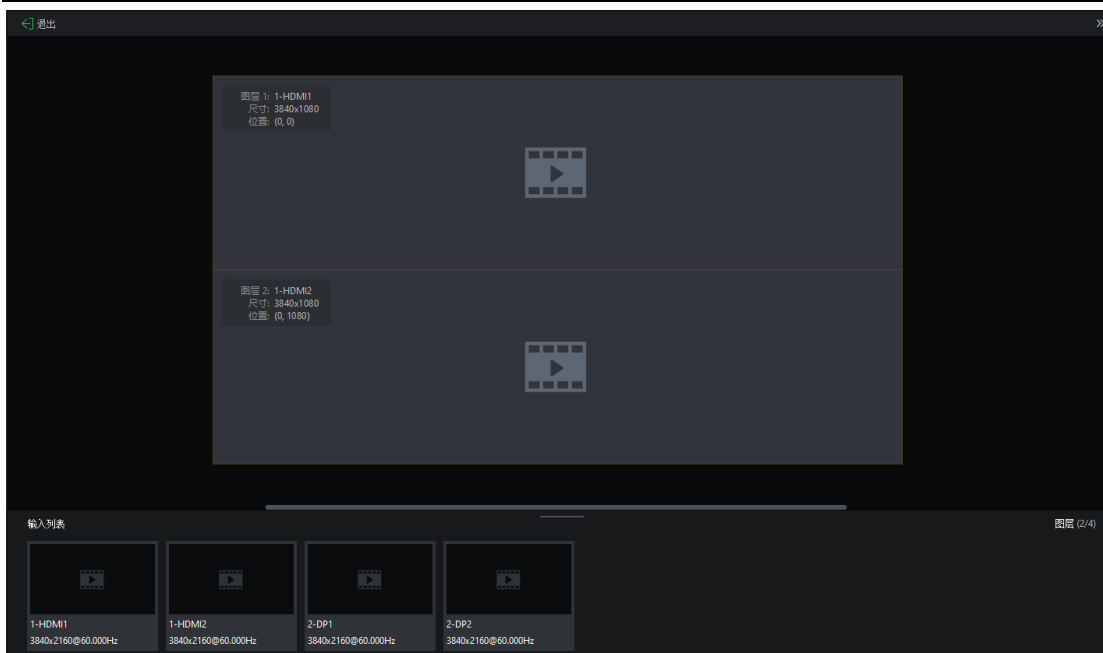 退出
»
图层 1: 1-HDMI1
尺寸: 3840x1080
位置: (0, 0)
图层 2: 1-HDMI2
尺寸: 3840x1080
位置: (0, 1080)
输入列表
图层 (2/4)
1-HDMI1
3840x2160@60.000Hz
1-HDMI2
3840x2160@60.000Hz
2-DP1
3840x2160@60.000Hz
2-DP2
3840x2160@60.000Hz